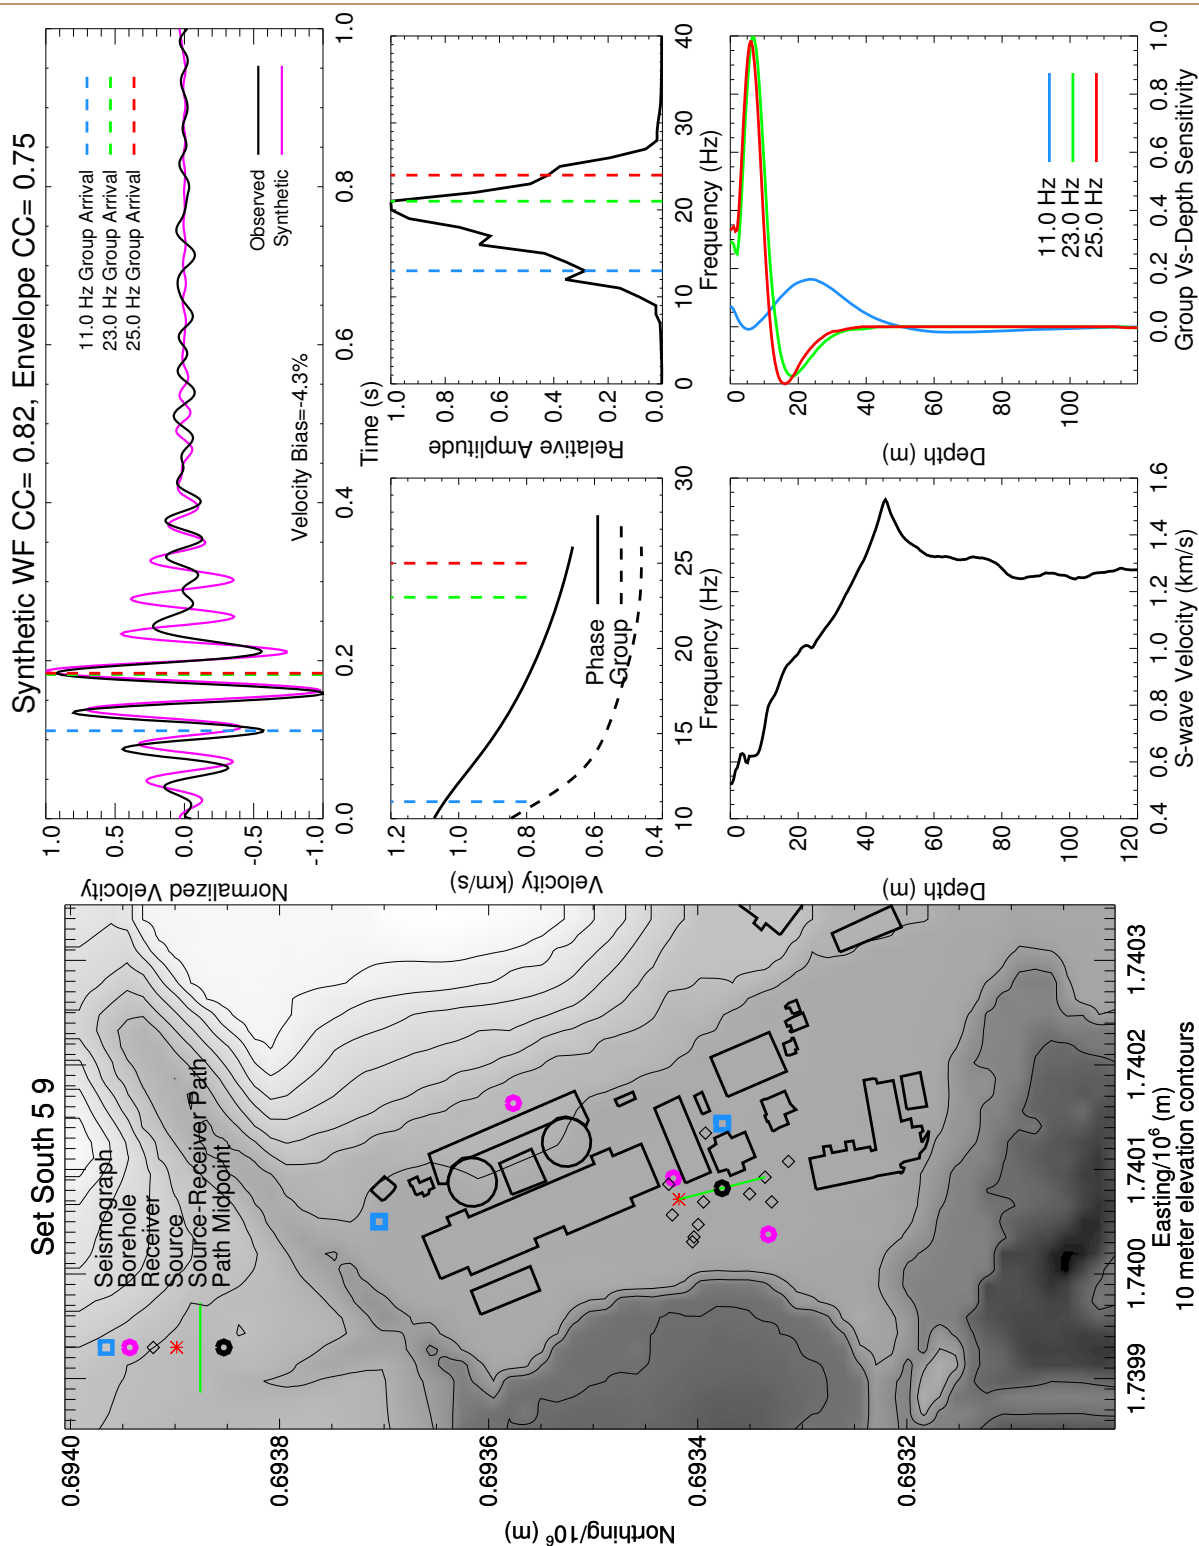 Set South 5 9
Seismograph
Borehole
Receiver
Source
Source-Receiver Path
Path Midpoint
0.6940
0.6938
0.6936
0.6934
0.6932
Northing/10⁶ (m)
1.7399
1.7400
1.7401
1.7402
1.7403
Easting/10⁶ (m)
10 meter elevation contours
Synthetic WF CC= 0.82, Envelope CC= 0.75
1.0
0.5
0.0
-0.5
-1.0
Normalized Velocity
11.0 Hz Group Arrival
23.0 Hz Group Arrival
25.0 Hz Group Arrival
Observed
Synthetic
Velocity Bias=-4.3%
0.0
0.2
0.4
0.6
0.8
1.0
Time (s)
1.2
1.0
0.8
0.6
0.4
Velocity (km/s)
Phase
Group
10
15
20
25
30
Frequency (Hz)
1.0
0.8
0.6
0.4
0.2
0.0
Relative Amplitude
0
10
20
30
40
Frequency (Hz)
0
20
40
60
80
100
120
Depth (m)
0.4
0.6
0.8
1.0
1.2
1.4
1.6
S-wave Velocity (km/s)
0
20
40
60
80
100
Depth (m)
11.0 Hz
23.0 Hz
25.0 Hz
0.0
0.2
0.4
0.6
0.8
1.0
Group Vs-Depth Sensitivity